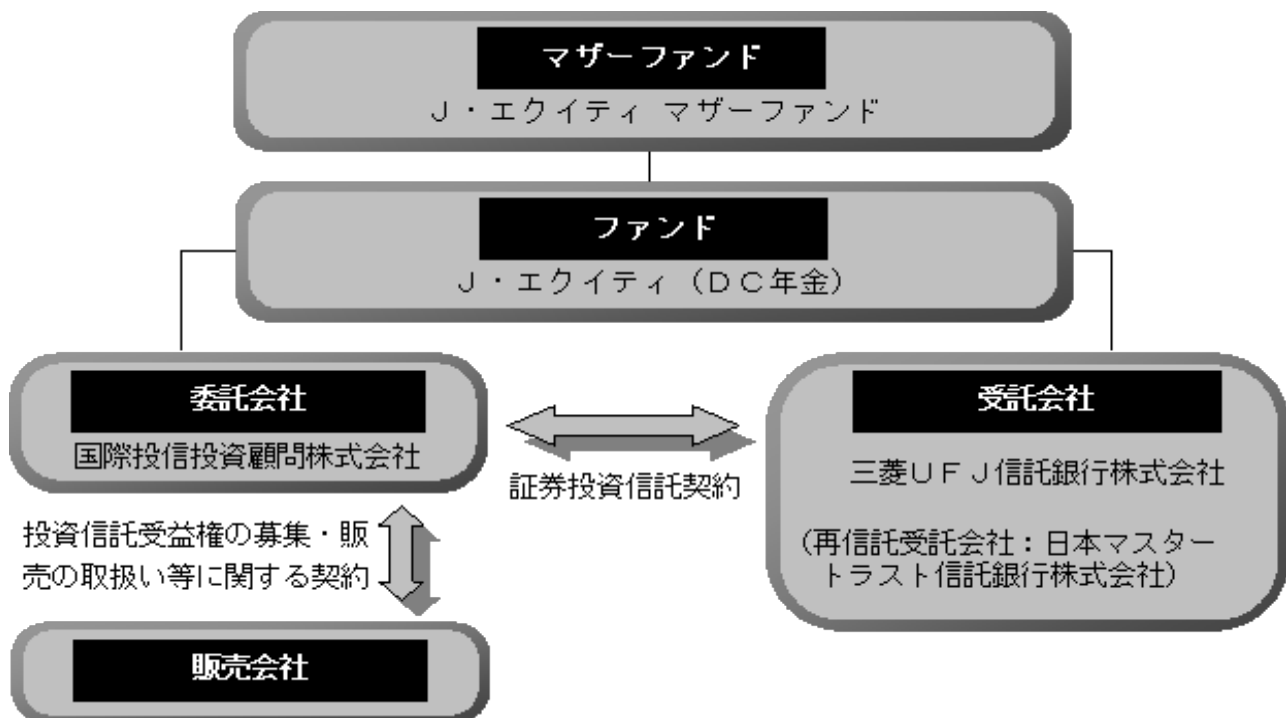 マザーファンド
Ｊ・エクイティ マザーファンド
ファンド
Ｊ・エクイティ（ＤＣ年金）
委託会社
国際投信投資顧問株式会社
証券投資信託契約
受託会社
三菱ＵＦＪ信託銀行株式会社
（再信託受託会社：日本マスター
トラスト信託銀行株式会社）
投資信託受益権の募集・販
売の取扱い等に関する契約
販売会社